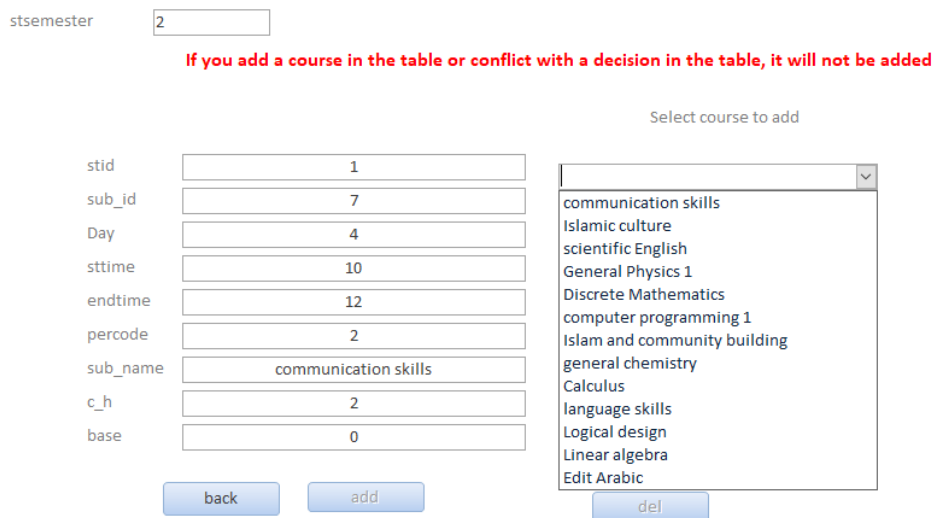 stsemester 2
If you add a course in the table or conflict with a decision in the table, it will not be added
Select course to add
stid 1
sub_id 7
Day 4
sttime 10
endtime 12
percode 2
sub_name communication skills
c_h 2
base 0
communication skills
Islamic culture
scientific English
General Physics 1
Discrete Mathematics
computer programming 1
Islam and community building
general chemistry
Calculus
language skills
Logical design
Linear algebra
Edit Arabic
back add del